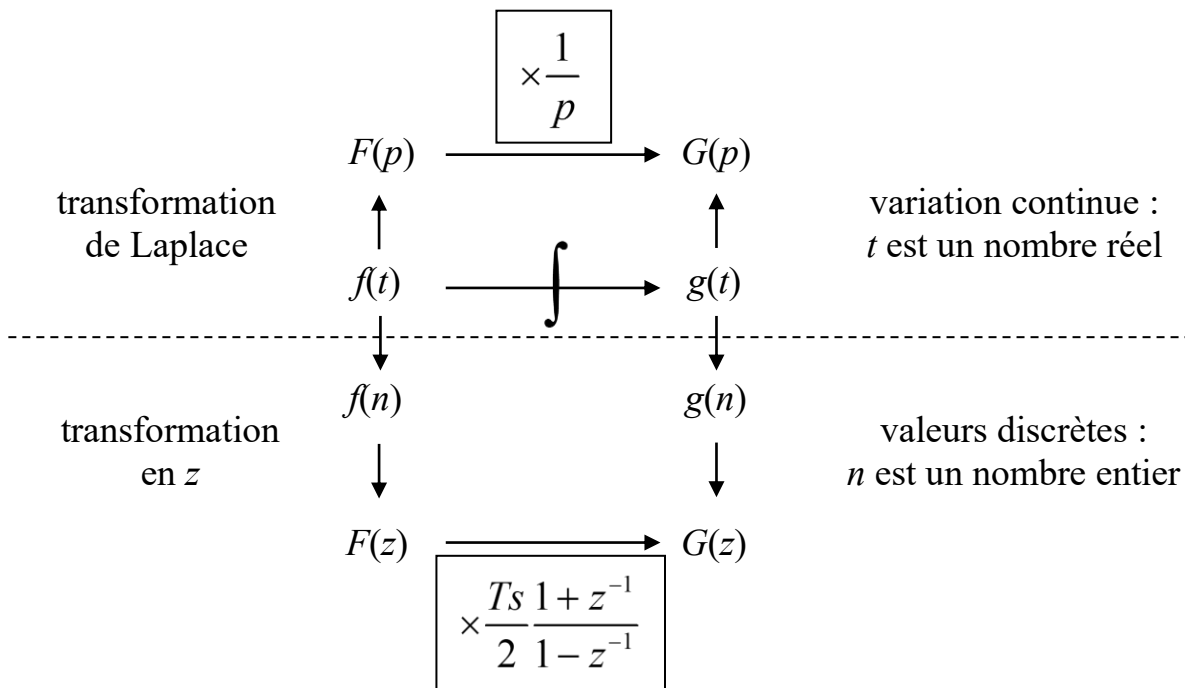 × 1/p
F(p) G(p)
transformation
de Laplace
variation continue :
t est un nombre réel
f(t) ∫ g(t)
f(n) g(n)
transformation
en z
valeurs discrètes :
n est un nombre entier
F(z) G(z)
× Ts/2 (1 + z⁻¹)/(1 − z⁻¹)